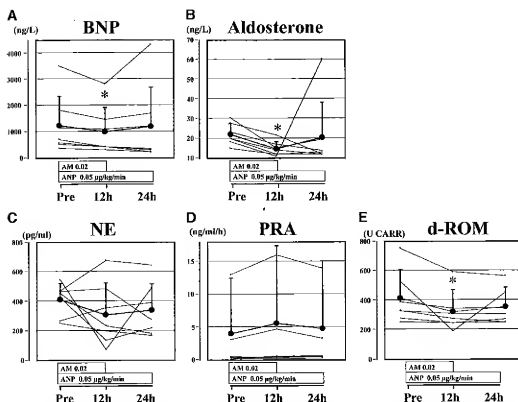 A BNP
(ng/L)
4000
3000
2000
1000
0
AM 0.02
ANP 0.05 µg/kg/min
Pre 12h 24h
B Aldosterone
(ng/L)
70
60
50
40
30
20
10
*
*
AM 0.02
ANP 0.05 µg/kg/min
Pre 12h 24h
C NE
(pg/ml)
800
600
400
200
0
AM 0.02
ANP 0.05 µg/kg/min
Pre 12h 24h
D PRA
(ng/ml/h)
15
10
5
0
AM 0.02
ANP 0.05 µg/kg/min
Pre 12h 24h
E d-ROM
(U CARR)
800
600
400
200
0
*
AM 0.02
ANP 0.05 µg/kg/min
Pre 12h 24h